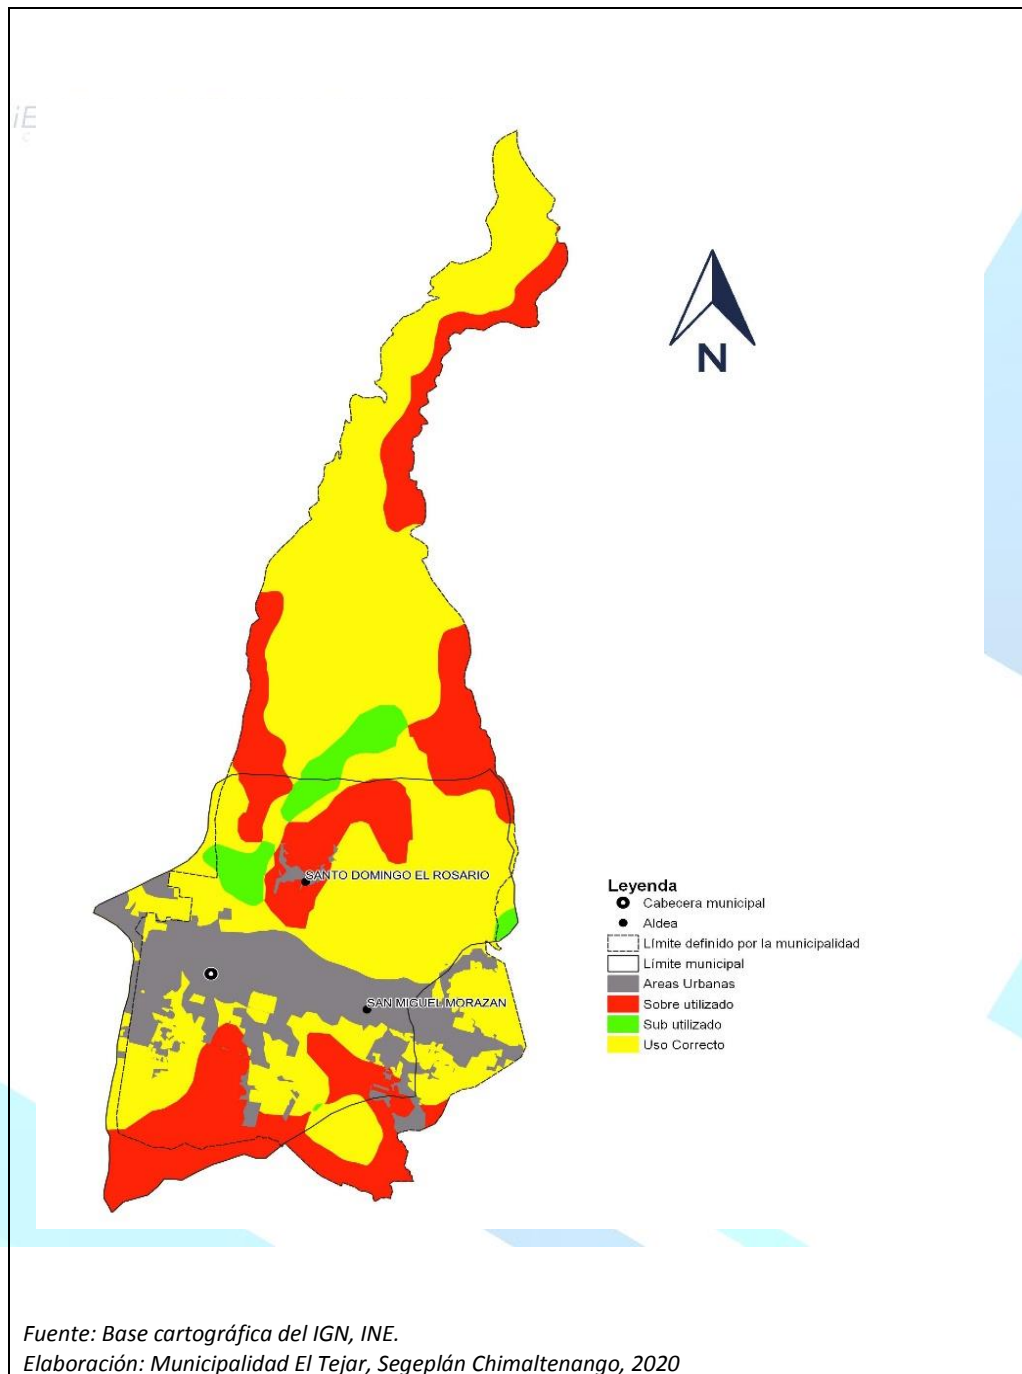 iE
N
SANTO DOMINGO EL ROSARIO
SAN MIGUEL MORAZAN
Leyenda
Cabecera municipal
Aldea
Límite definido por la municipalidad
Límite municipal
Areas Urbanas
Sobre utilizado
Sub utilizado
Uso Correcto
Fuente: Base cartográfica del IGN, INE.
Elaboración: Municipalidad El Tejar, Segeplán Chimaltenango, 2020